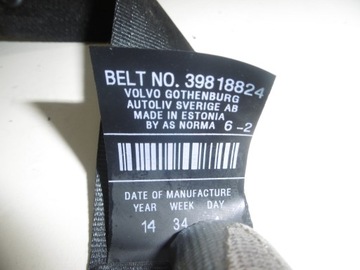 BELT NO. 39818824
VOLVO GOTHENBURG
AUTOLIV SVERIGE AB
MADE IN ESTONIA
BY AS NORMA 6-2
DATE OF MANUFACTURE
YEAR WEEK DAY
14 34